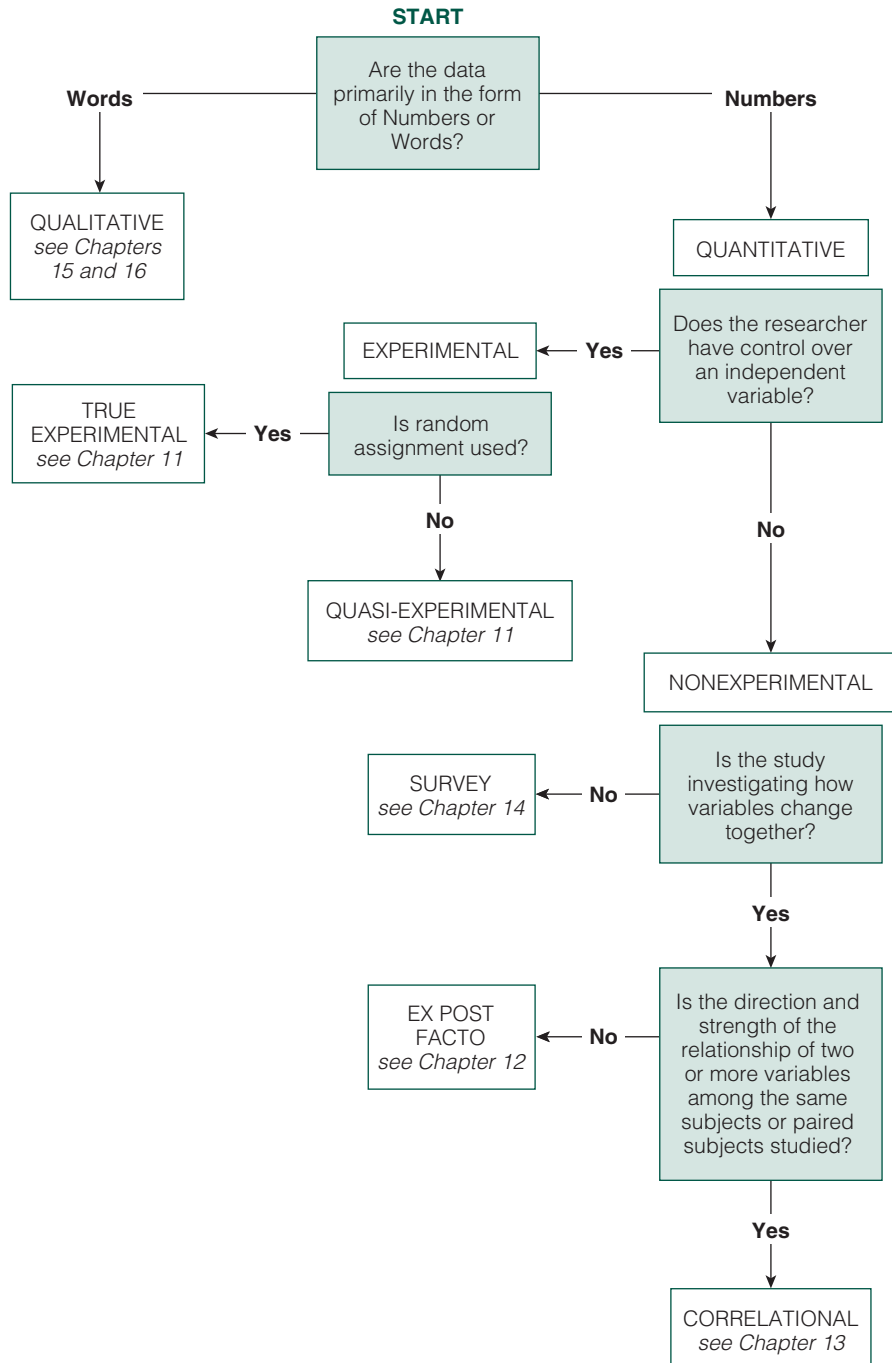 START
Are the data
primarily in the form
of Numbers or
Words?
Words
Numbers
QUALITATIVE
see Chapters
15 and 16
QUANTITATIVE
Does the researcher
have control over
an independent
variable?
Yes
EXPERIMENTAL
Is random
assignment used?
Yes
TRUE
EXPERIMENTAL
see Chapter 11
No
QUASI-EXPERIMENTAL
see Chapter 11
No
NONEXPERIMENTAL
Is the study
investigating how
variables change
together?
No
SURVEY
see Chapter 14
Yes
Is the direction and
strength of the
relationship of two
or more variables
among the same
subjects or paired
subjects studied?
No
EX POST
FACTO
see Chapter 12
Yes
CORRELATIONAL
see Chapter 13